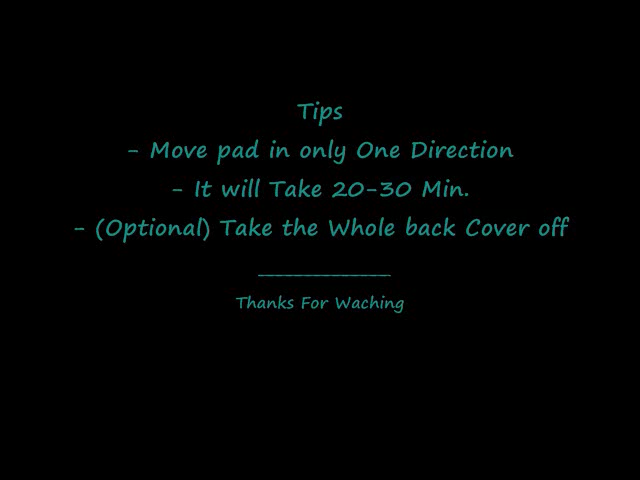 Tips
- Move pad in only One Direction
- It will Take 20-30 Min.
- (Optional) Take the Whole back Cover off
_______________
Thanks For Waching